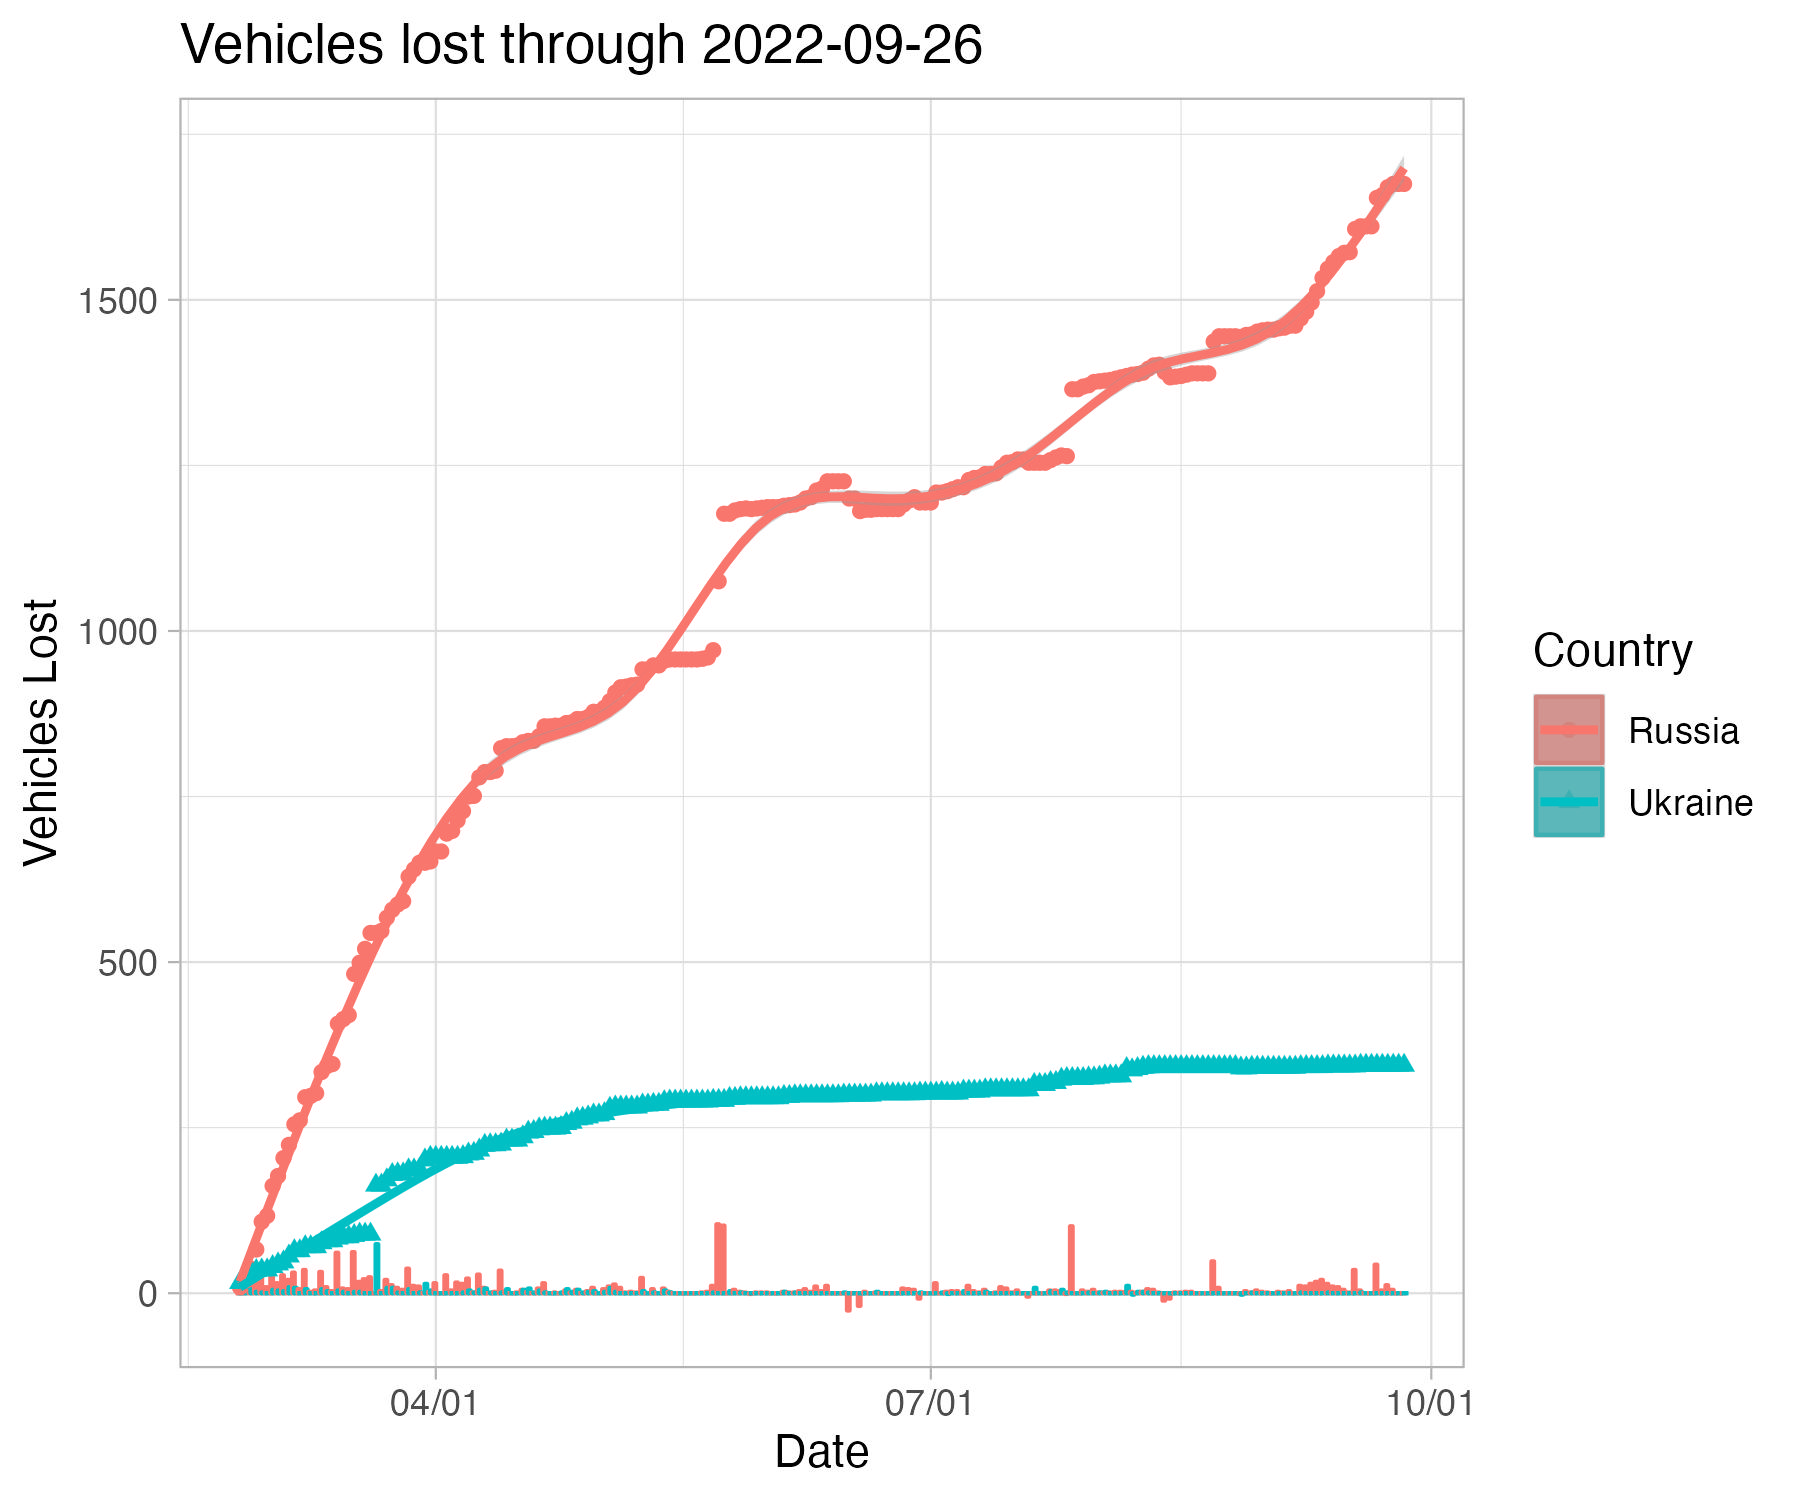 Vehicles lost through 2022-09-26
Vehicles Lost
1500
1000
500
0
04/01
07/01
10/01
Date
Country
Russia
Ukraine